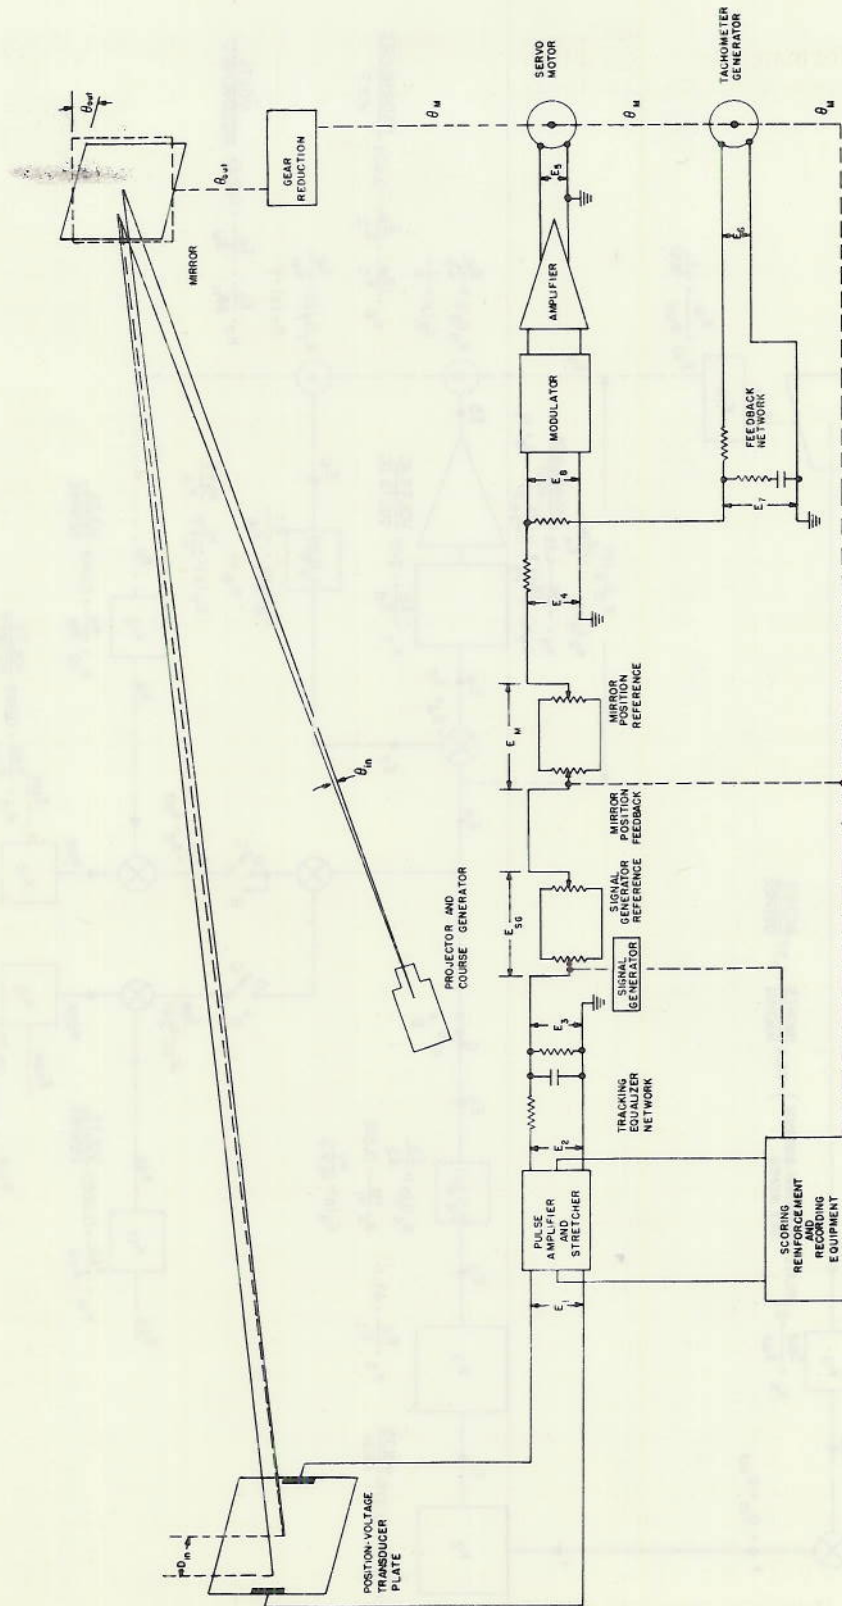 θout
θout
MIRROR
GEAR
REDUCTION
θM
SERVO
MOTOR
θM
TACHOMETER
GENERATOR
θM
E5
AMPLIFIER
MODULATOR
E6
FEEDBACK
NETWORK
E7
E8
E4
EM
MIRROR
POSITION
REFERENCE
MIRROR
POSITION
FEEDBACK
θin
PROJECTOR AND
COURSE GENERATOR
ESG
SIGNAL
GENERATOR
REFERENCE
SIGNAL
GENERATOR
E3
TRACKING
EQUALIZER
NETWORK
E2
PULSE
AMPLIFIER
AND
STRETCHER
E1
SCORING
REINFORCEMENT
AND
RECORDING
EQUIPMENT
Din
POSITION-VOLTAGE
TRANSDUCER
PLATE